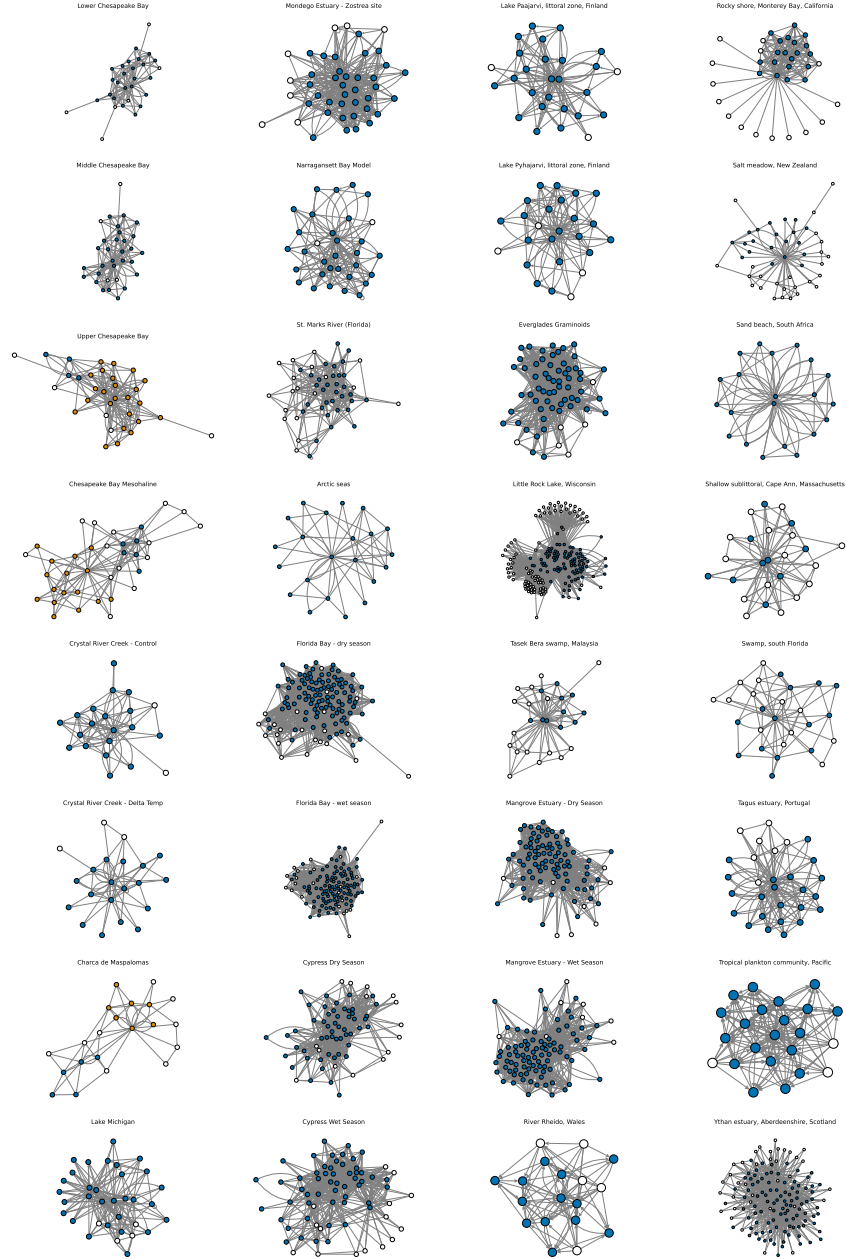 Lower Chesapeake Bay
Mondego Estuary - Zostrea site
Lake Paajarvi, littoral zone, Finland
Rocky shore, Monterey Bay, California
Middle Chesapeake Bay
Narragansett Bay Model
Lake Pyhajarvi, littoral zone, Finland
Salt meadow, New Zealand
Upper Chesapeake Bay
St. Marks River (Florida)
Everglades Graminoids
Sand beach, South Africa
Chesapeake Bay Mesohaline
Arctic seas
Little Rock Lake, Wisconsin
Shallow sublittoral, Cape Ann, Massachusetts
Crystal River Creek - Control
Florida Bay - dry season
Tasek Bera swamp, Malaysia
Swamp, south Florida
Crystal River Creek - Delta Temp
Florida Bay - wet season
Mangrove Estuary - Dry Season
Tagus estuary, Portugal
Charca de Maspalomas
Cypress Dry Season
Mangrove Estuary - Wet Season
Tropical plankton community, Pacific
Lake Michigan
Cypress Wet Season
River Rheido, Wales
Ythan estuary, Aberdeenshire, Scotland